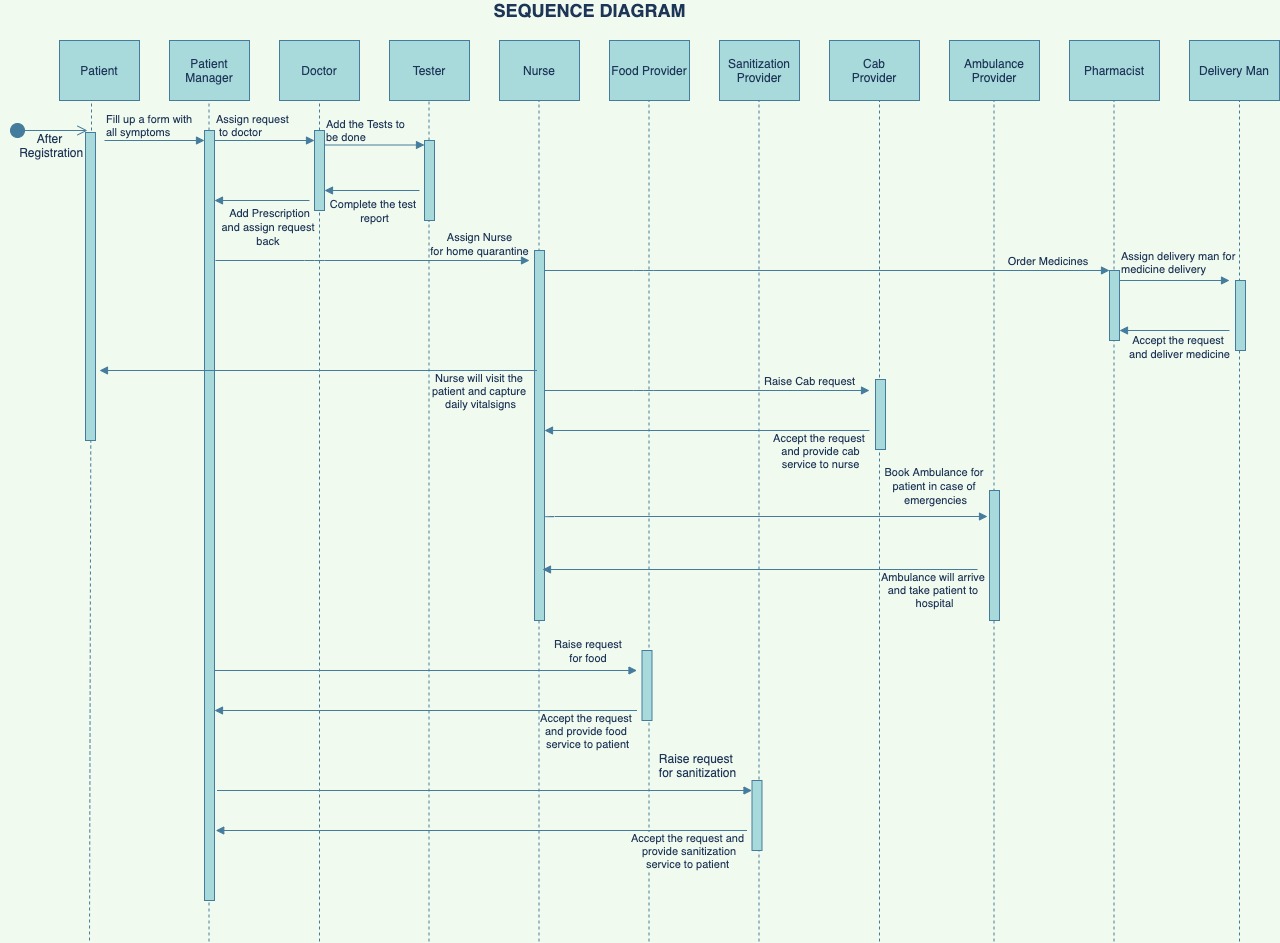 SEQUENCE DIAGRAM
Patient
Patient
Manager
Doctor
Tester
Nurse
Food Provider
Sanitization
Provider
Cab
Provider
Ambulance
Provider
Pharmacist
Delivery Man
After
Registration
Fill up a form with
all symptoms
Assign request
to doctor
Add the Tests to
be done
Complete the test
report
Add Prescription
and assign request
back
Assign Nurse
for home quarantine
Order Medicines
Assign delivery man for
medicine delivery
Accept the request
and deliver medicine
Nurse will visit the
patient and capture
daily vitalsigns
Raise Cab request
Accept the request
and provide cab
service to nurse
Book Ambulance for
patient in case of
emergencies
Ambulance will arrive
and take patient to
hospital
Raise request
for food
Accept the request
and provide food
service to patient
Raise request
for sanitization
Accept the request and
provide sanitization
service to patient